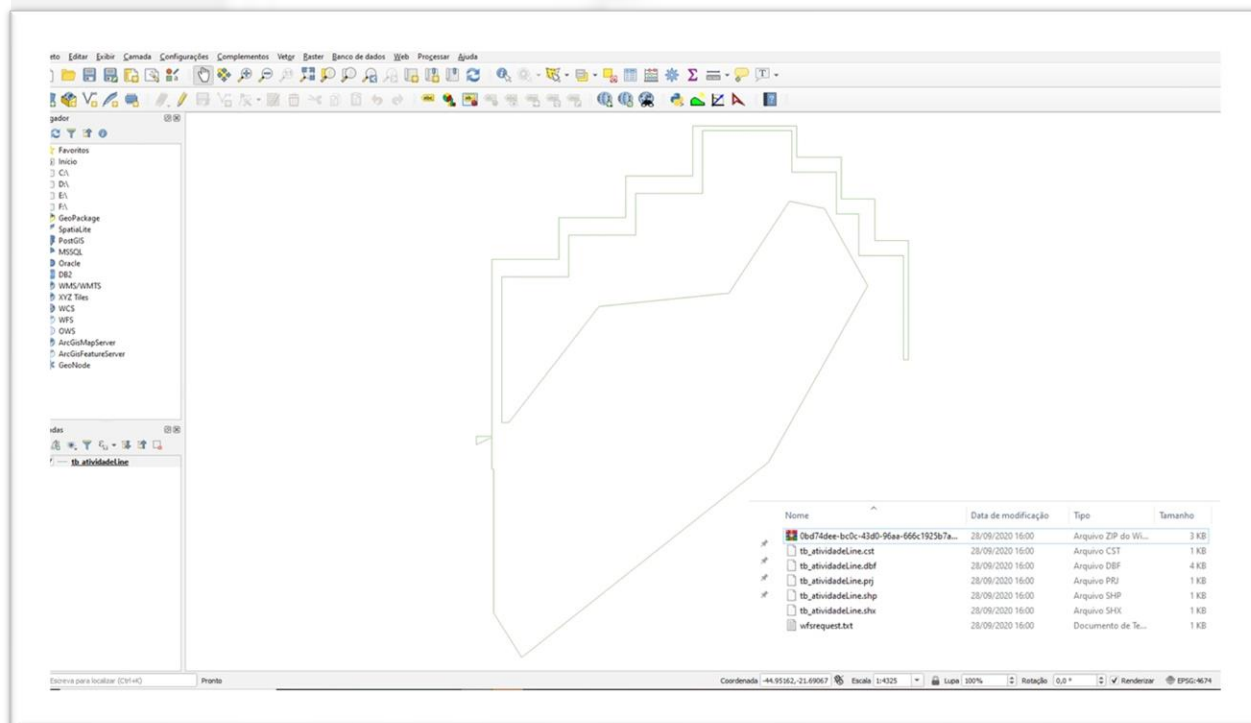 eto Editar Exibir Camada Configurações Complementos Vetor Raster Banco de dados Web Processar Ajuda
gador
Favoritos
Início
C:\
D:\
E:\
F:\
GeoPackage
SpatiaLite
PostGIS
MSSQL
Oracle
DB2
WMS/WMTS
XYZ Tiles
WCS
WFS
OWS
ArcGisMapServer
ArcGisFeatureServer
GeoNode
adas
tb_atividadeLine
Nome Data de modificação Tipo Tamanho
0bd74dee-bc0c-43d0-96aa-666c1925b7a... 28/09/2020 16:00 Arquivo ZIP do Wi... 3 KB
tb_atividadeLine.cst 28/09/2020 16:00 Arquivo CST 1 KB
tb_atividadeLine.dbf 28/09/2020 16:00 Arquivo DBF 4 KB
tb_atividadeLine.prj 28/09/2020 16:00 Arquivo PRJ 1 KB
tb_atividadeLine.shp 28/09/2020 16:00 Arquivo SHP 1 KB
tb_atividadeLine.shx 28/09/2020 16:00 Arquivo SHX 1 KB
wfsrequest.txt 28/09/2020 16:00 Documento de Te... 1 KB
Escreva para localizar (Ctrl+K) Pronto Coordenada -44.95162,-21.69067 Escala 1:4325 Lupa 100% Rotação 0,0 ° Renderizar EPSG:4674